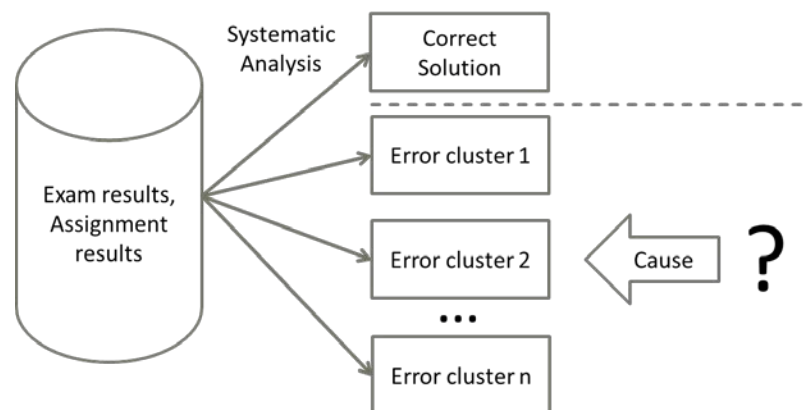 Systematic
Analysis
Correct
Solution
Exam results,
Assignment
results
Error cluster 1
Error cluster 2
Cause
?
...
Error cluster n